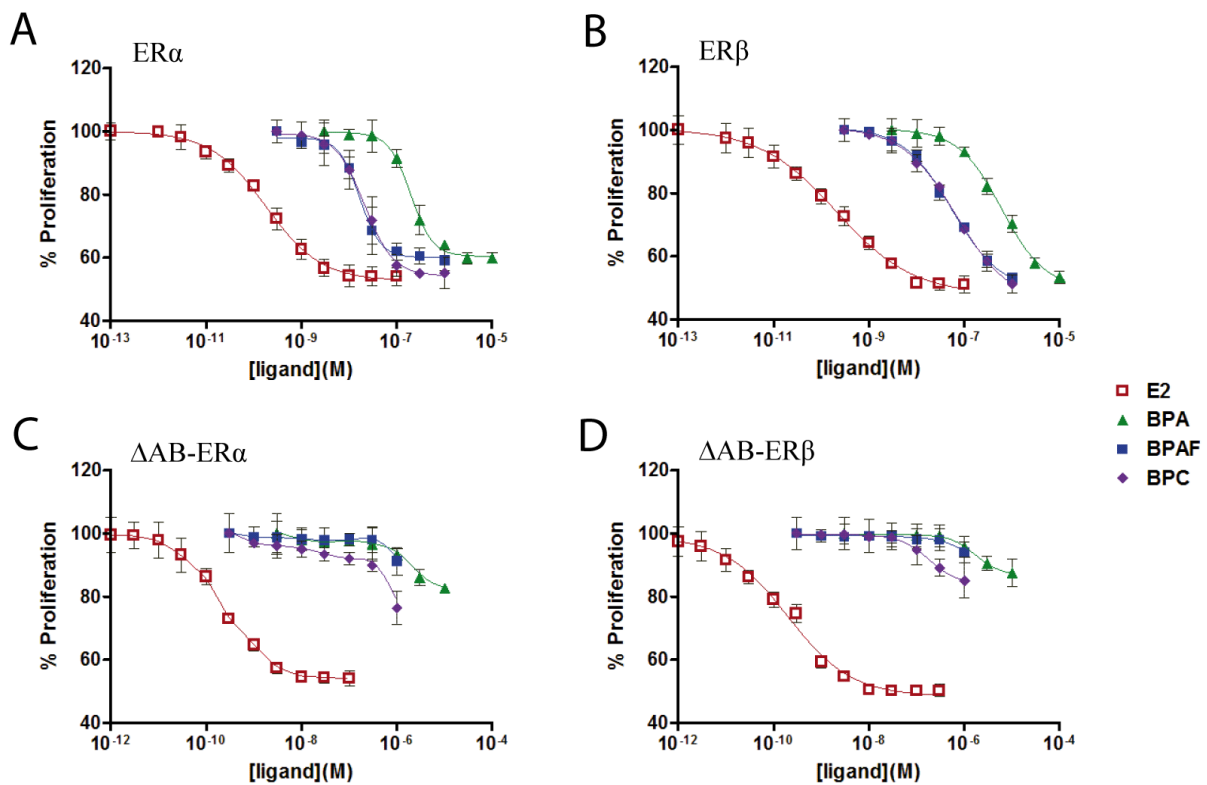 A
ERα
120
100
80
60
40
% Proliferation
10-13 10-11 10-9 10-7 10-5
[ligand](M)
B
ERβ
120
100
80
60
40
% Proliferation
10-13 10-11 10-9 10-7 10-5
[ligand](M)
E2
BPA
BPAF
BPC
C
ΔAB-ERα
120
100
80
60
40
% Proliferation
10-12 10-10 10-8 10-6 10-4
[ligand](M)
D
ΔAB-ERβ
120
100
80
60
40
% Proliferation
10-12 10-10 10-8 10-6 10-4
[ligand](M)